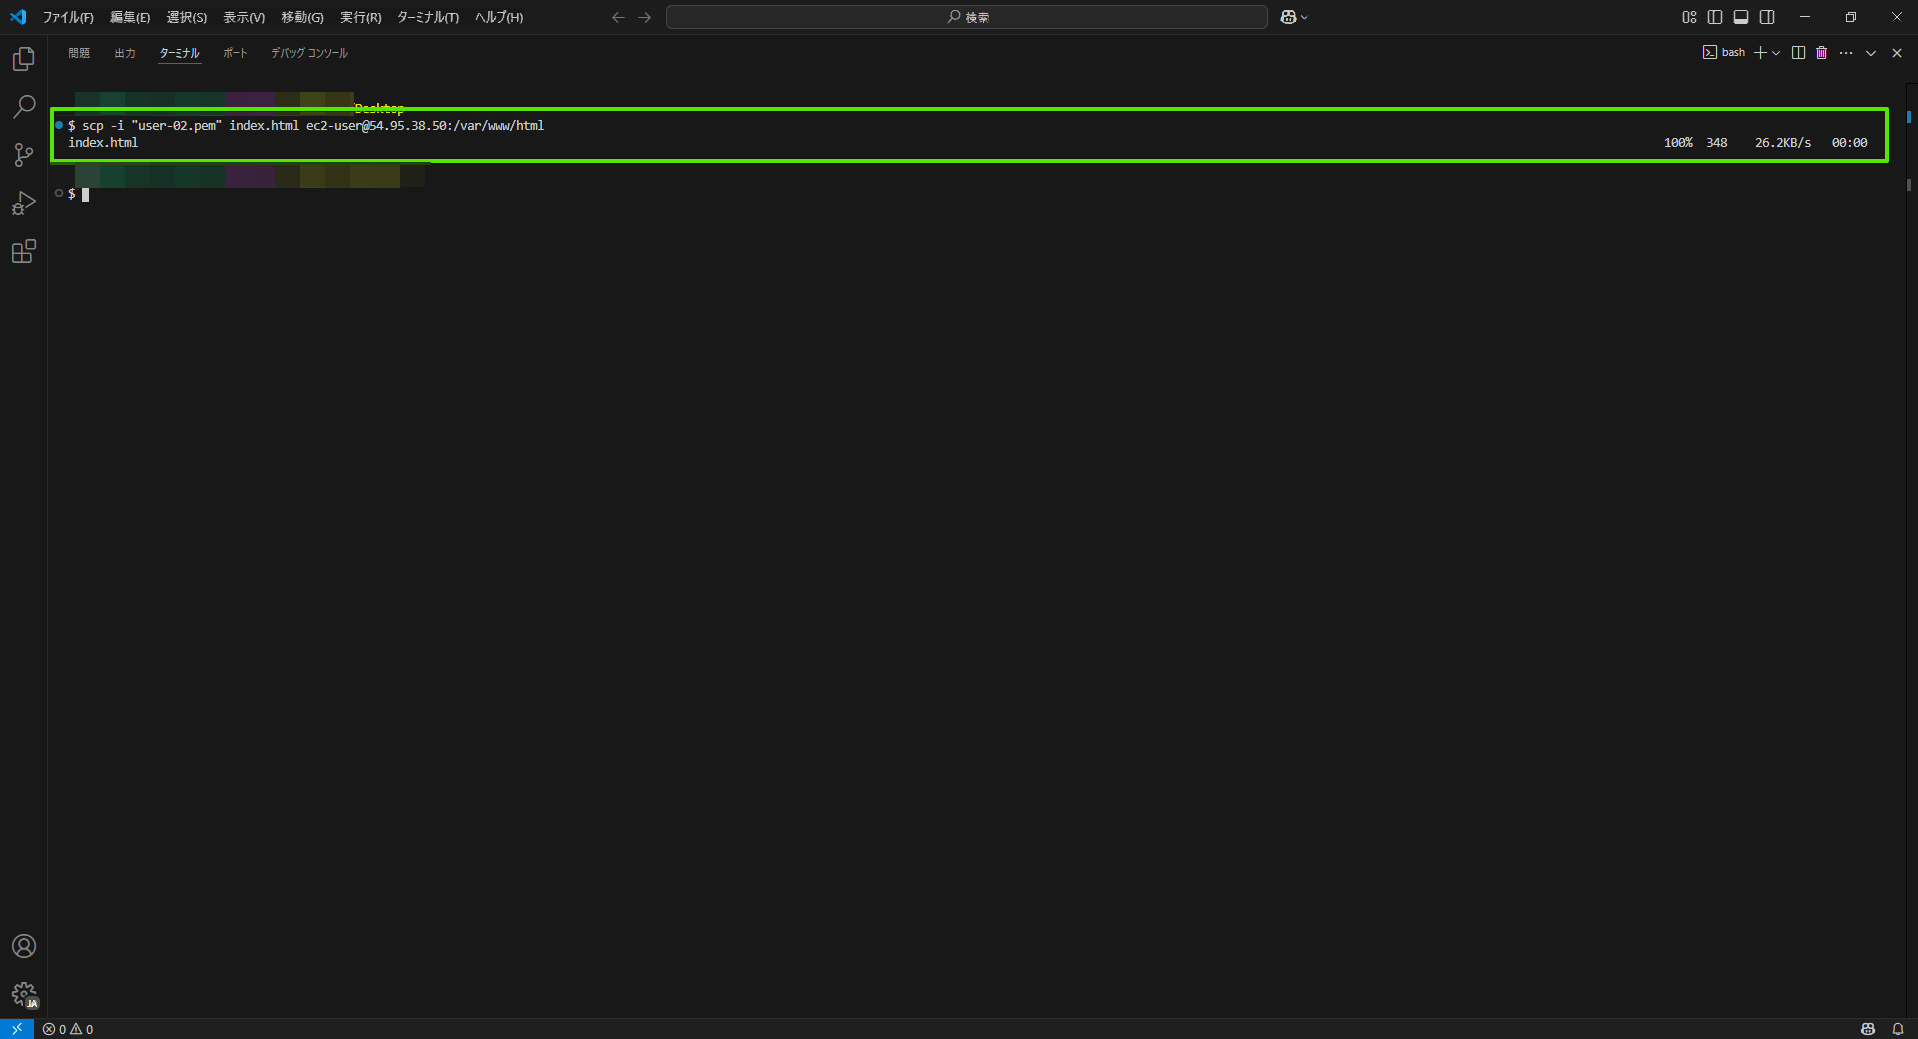 ファイル(F) 編集(E) 選択(S) 表示(V) 移動(G) 実行(R) ターミナル(T) ヘルプ(H) 検索
問題 出力 ターミナル ポート デバッグ コンソール bash
Desktop
$ scp -i "user-02.pem" index.html ec2-user@54.95.38.50:/var/www/html
index.html 100% 348 26.2KB/s 00:00
$
JA
0 0